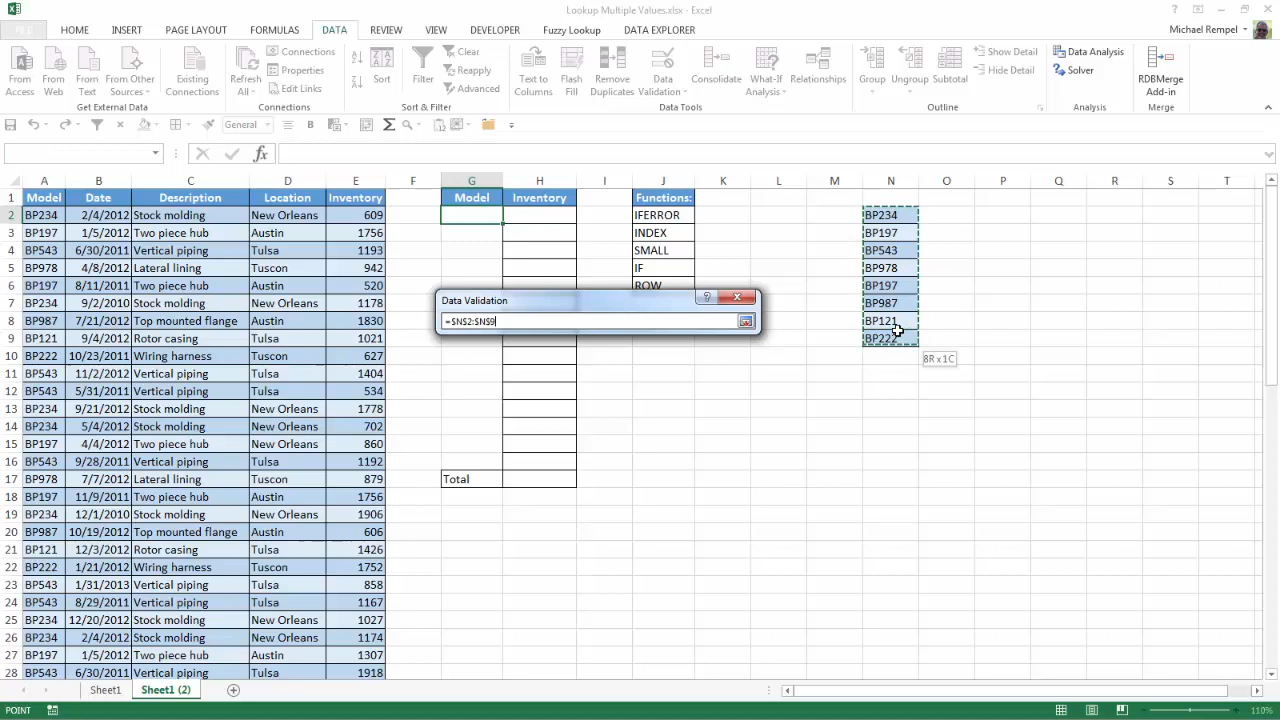 Lookup Multiple Values.xlsx - Excel
HOME INSERT PAGE LAYOUT FORMULAS DATA REVIEW VIEW DEVELOPER Fuzzy Lookup DATA EXPLORER Michael Rempel
From Access
From Web
From Text
From Other Sources
Existing Connections
Refresh All
Connections
Properties
Edit Links
Sort
Filter
Clear
Reapply
Advanced
Text to Columns
Flash Fill
Remove Duplicates
Data Validation
Consolidate
What-If Analysis
Relationships
Group
Ungroup
Subtotal
Show Detail
Hide Detail
Data Analysis
Solver
RDBMerge Add-in
Get External Data Connections Sort & Filter Data Tools Outline Analysis Merge
General
A B C D E F G H I J K L M N O P Q R S T
1 Model Date Description Location Inventory Model Inventory Functions:
2 BP234 2/4/2012 Stock molding New Orleans 609 IFERROR BP234
3 BP197 1/5/2012 Two piece hub Austin 1756 INDEX BP197
4 BP543 6/30/2011 Vertical piping Tulsa 1193 SMALL BP543
5 BP978 4/8/2012 Lateral lining Tuscon 942 IF BP978
6 BP197 8/11/2011 Two piece hub Austin 520 ROW BP197
7 BP234 9/2/2010 Stock molding New Orleans 1178 BP987
8 BP987 7/21/2012 Top mounted flange Austin 1830 BP121
9 BP121 9/4/2012 Rotor casing Tulsa 1021 BP222
Data Validation
=$N$2:$N$9
8R x 1C
10 BP222 10/23/2011 Wiring harness Tuscon 627
11 BP543 11/2/2011 Vertical piping Tulsa 1404
12 BP543 5/31/2011 Vertical piping Tulsa 534
13 BP234 9/21/2012 Stock molding New Orleans 1778
14 BP234 5/4/2012 Stock molding New Orleans 702
15 BP197 4/4/2012 Two piece hub New Orleans 860
16 BP543 9/28/2011 Vertical piping Tulsa 1192
17 BP978 7/7/2012 Lateral lining Tuscon 879 Total
18 BP197 11/9/2011 Two piece hub Austin 1756
19 BP234 12/1/2010 Stock molding New Orleans 1906
20 BP987 10/19/2012 Top mounted flange Austin 606
21 BP121 12/3/2012 Rotor casing Tulsa 1426
22 BP222 1/21/2012 Wiring harness Tuscon 1752
23 BP543 1/31/2013 Vertical piping Tulsa 858
24 BP543 8/29/2011 Vertical piping Tulsa 1167
25 BP234 12/20/2012 Stock molding New Orleans 1027
26 BP234 2/4/2012 Stock molding New Orleans 1174
27 BP197 1/5/2012 Two piece hub Austin 1307
28 BP543 6/30/2011 Vertical piping Tulsa 1918
Sheet1 Sheet1 (2)
POINT 110%